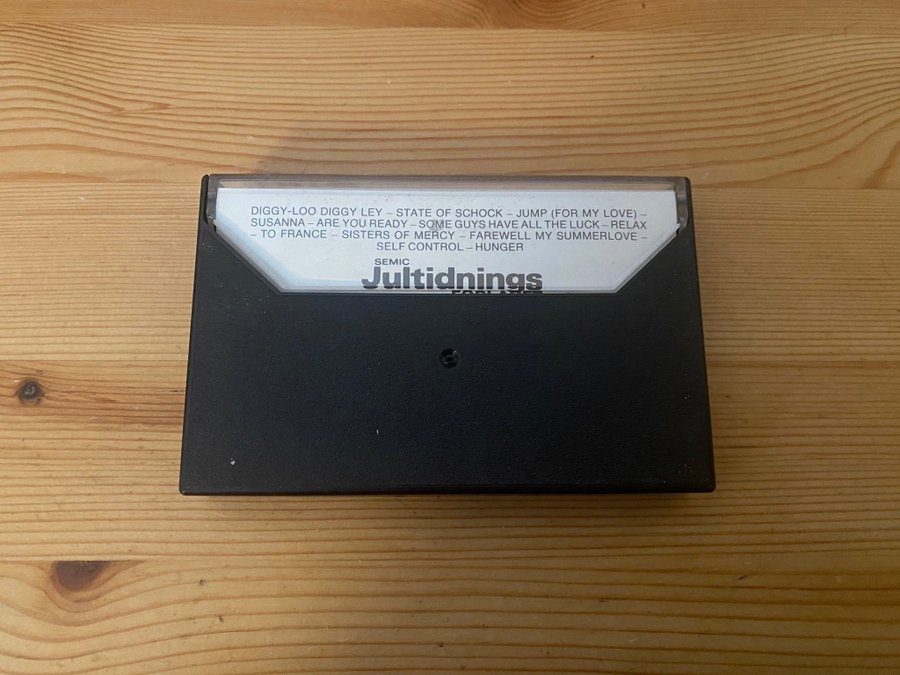 DIGGY-LOO DIGGY LEY – STATE OF SCHOCK – JUMP (FOR MY LOVE) –
SUSANNA – ARE YOU READY – SOME GUYS HAVE ALL THE LUCK – RELAX
– TO FRANCE – SISTERS OF MERCY – FAREWELL MY SUMMERLOVE –
SELF CONTROL – HUNGER
SEMIC
Jultidnings